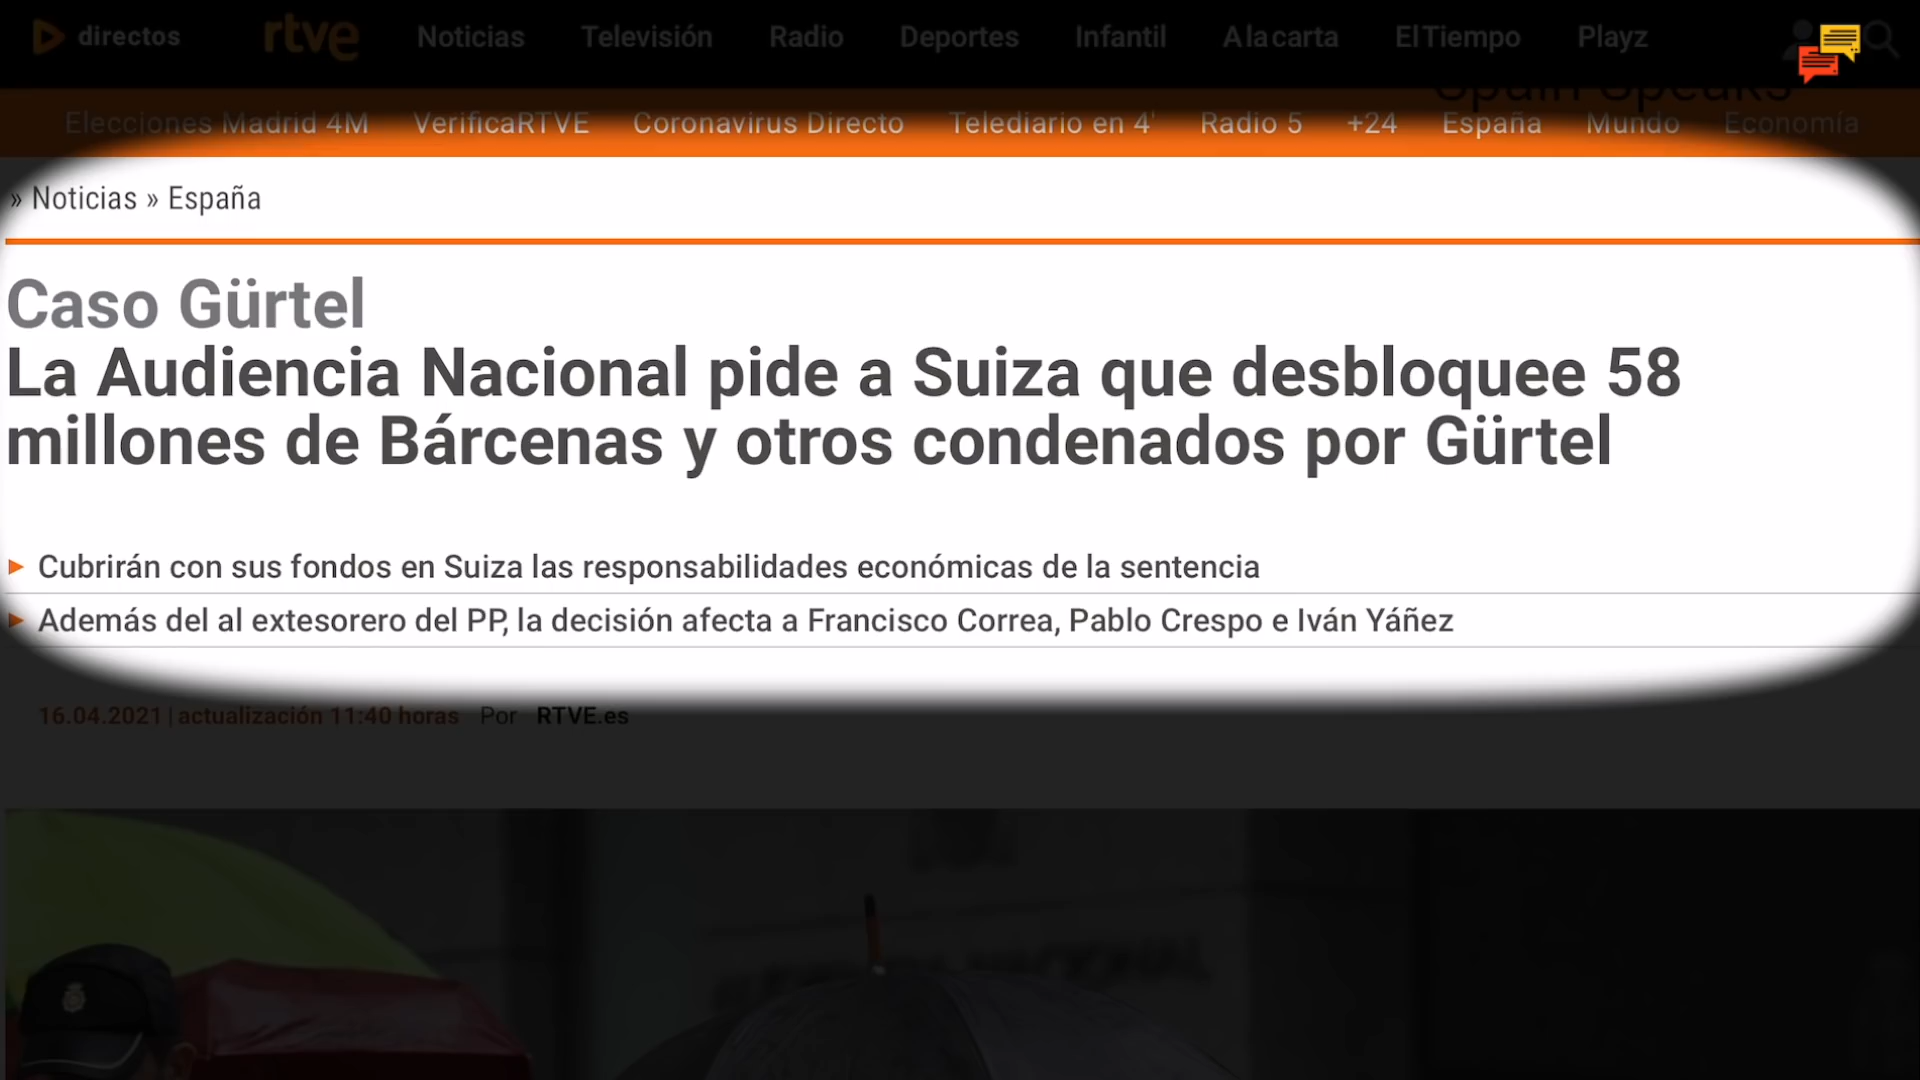 directos rtve Noticias Televisión Radio Deportes Infantil A la carta El Tiempo Playz
Spain Speaks
Elecciones Madrid 4M VerificaRTVE Coronavirus Directo Telediario en 4' Radio 5 +24 España Mundo Economía
» Noticias » España
Caso Gürtel
La Audiencia Nacional pide a Suiza que desbloquee 58
millones de Bárcenas y otros condenados por Gürtel
Cubrirán con sus fondos en Suiza las responsabilidades económicas de la sentencia
Además del al extesorero del PP, la decisión afecta a Francisco Correa, Pablo Crespo e Iván Yáñez
16.04.2021 | actualización 11:40 horas Por RTVE.es